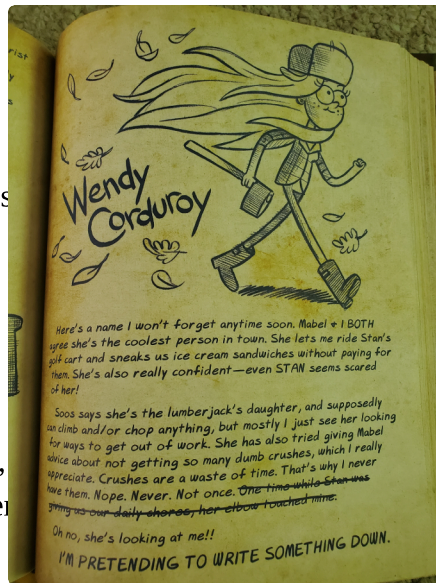 rist
y
s
s
,
er
Wendy
Corduroy
Here's a name I won't forget anytime soon. Mabel & I BOTH
agree she's the coolest person in town. She lets me ride Stan's
golf cart and sneaks us ice cream sandwiches without paying for
them. She's also really confident—even STAN seems scared
of her!
Soos says she's the lumberjack's daughter, and supposedly
can climb and/or chop anything, but mostly I just see her looking
for ways to get out of work. She has also tried giving Mabel
advice about not getting so many dumb crushes, which I really
appreciate. Crushes are a waste of time. That's why I never
have them. Nope. Never. Not once. One time while Stan was
giving us our daily chores, her elbow touched mine.
Oh no, she's looking at me!!
I'M PRETENDING TO WRITE SOMETHING DOWN.